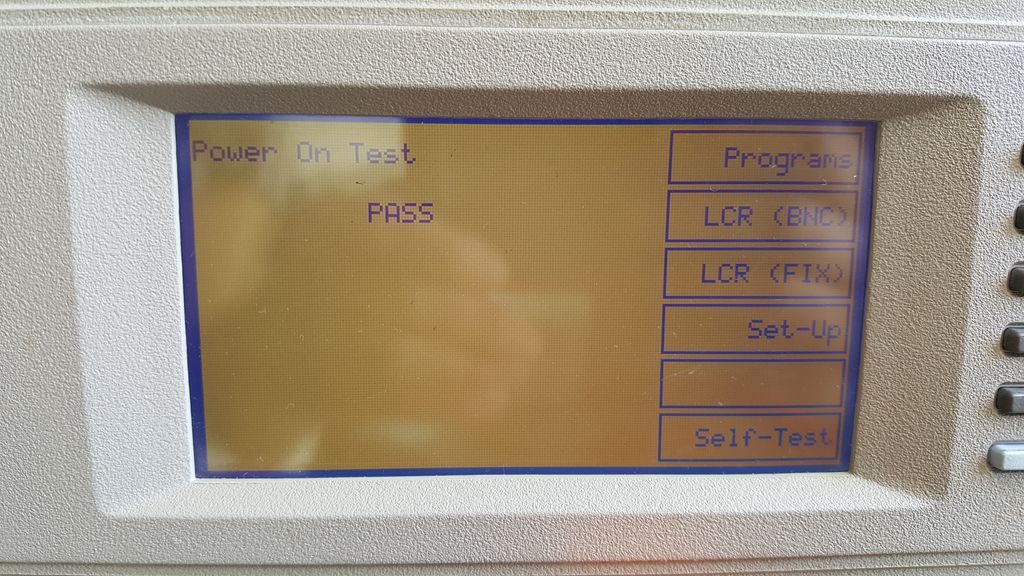 Power On Test
PASS
Programs
LCR (BNC)
LCR (FIX)
Set-Up
Self-Test